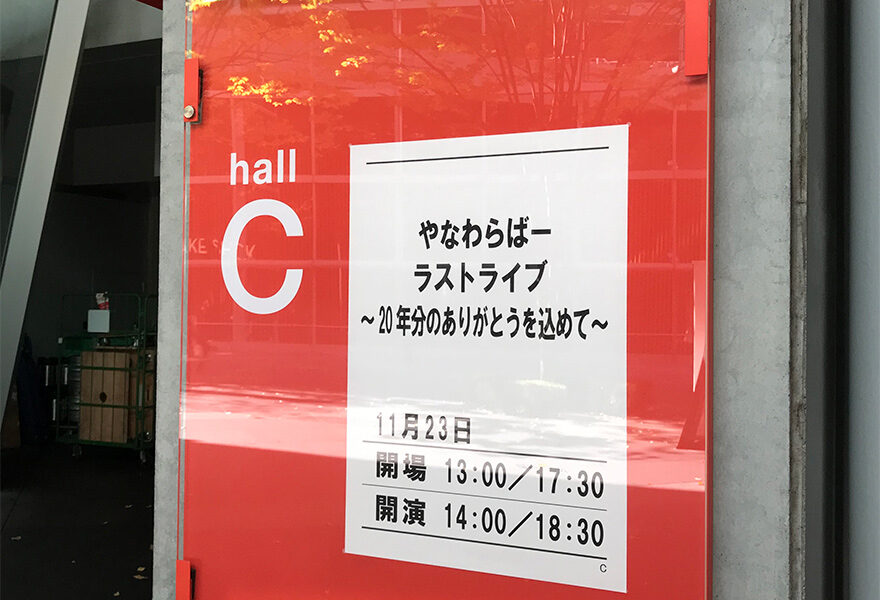 hall
C
やなわらばー
ラストライブ
～20年分のありがとうを込めて～
11月23日
開場 13:00／17:30
開演 14:00／18:30
C